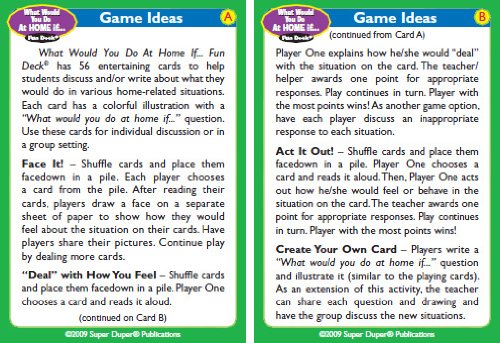 What Would
You Do
At HOME if...
Fun Deck®
Game Ideas
A
What Would You Do At Home If... Fun
Deck® has 56 entertaining cards to help
students discuss and/or write about what they
would do in various home-related situations.
Each card has a colorful illustration with a
“What would you do at home if...” question.
Use these cards for individual discussion or in
a group setting.
Face It! – Shuffle cards and place them
facedown in a pile. Each player chooses
a card from the pile. After reading their
cards, players draw a face on a separate
sheet of paper to show how they would
feel about the situation on their cards. Have
players share their pictures. Continue play
by dealing more cards.
“Deal” with How You Feel – Shuffle cards
and place them facedown in a pile. Player One
chooses a card and reads it aloud.
(continued on Card B)
©2009 Super Duper® Publications
What Would
You Do
At HOME if...
Fun Deck®
Game Ideas
B
(continued from Card A)
Player One explains how he/she would “deal”
with the situation on the card. The teacher/
helper awards one point for appropriate
responses. Play continues in turn. Player with
the most points wins! As another game option,
have each player discuss an inappropriate
response to each situation.
Act It Out! – Shuffle cards and place them
facedown in a pile. Player One chooses a
card and reads it aloud. Then, Player One acts
out how he/she would feel or behave in the
situation on the card. The teacher awards one
point for appropriate responses. Play continues
in turn. Player with the most points wins!
Create Your Own Card – Players write a
“What would you do at home if...” question
and illustrate it (similar to the playing cards).
As an extension of this activity, the teacher
can share each question and drawing and
have the group discuss the new situations.
©2009 Super Duper® Publications